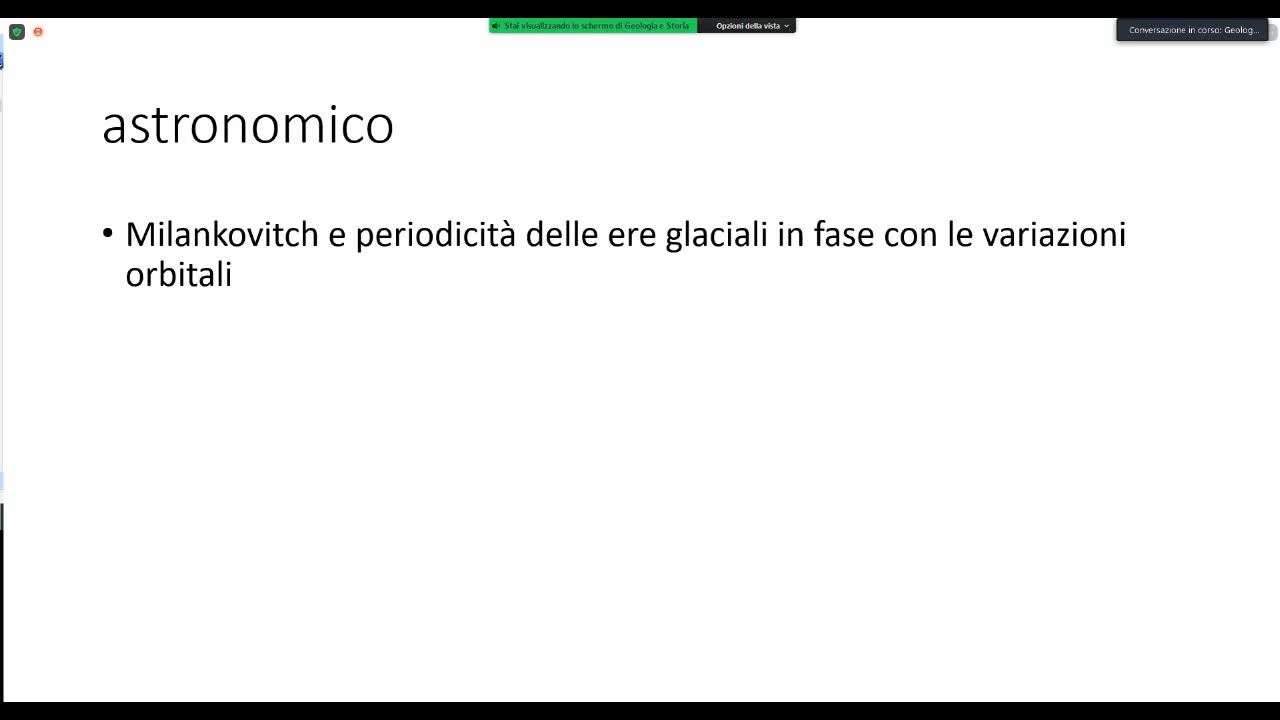 Stai visualizzando lo schermo di Geologia e Storia
Opzioni della vista
Conversazione in corso: Geolog...
astronomico
• Milankovitch e periodicità delle ere glaciali in fase con le variazioni
orbitali